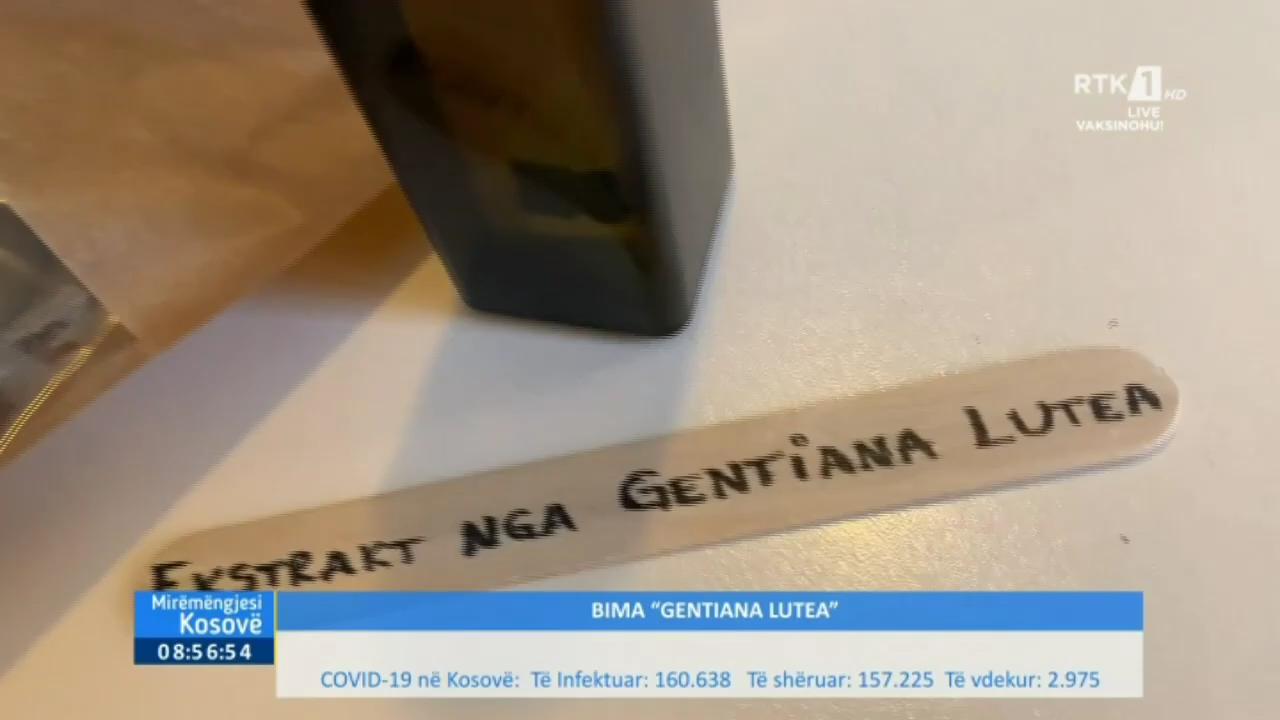 RTK 1 HD
LIVE
VAKSINOHU!
EKSTRAKT NGA GENTIANA LUTEA
Mirëmëngjesi
Kosovë
08:56:54
BIMA “GENTIANA LUTEA”
COVID-19 në Kosovë: Të Infektuar: 160.638 Të shëruar: 157.225 Të vdekur: 2.975